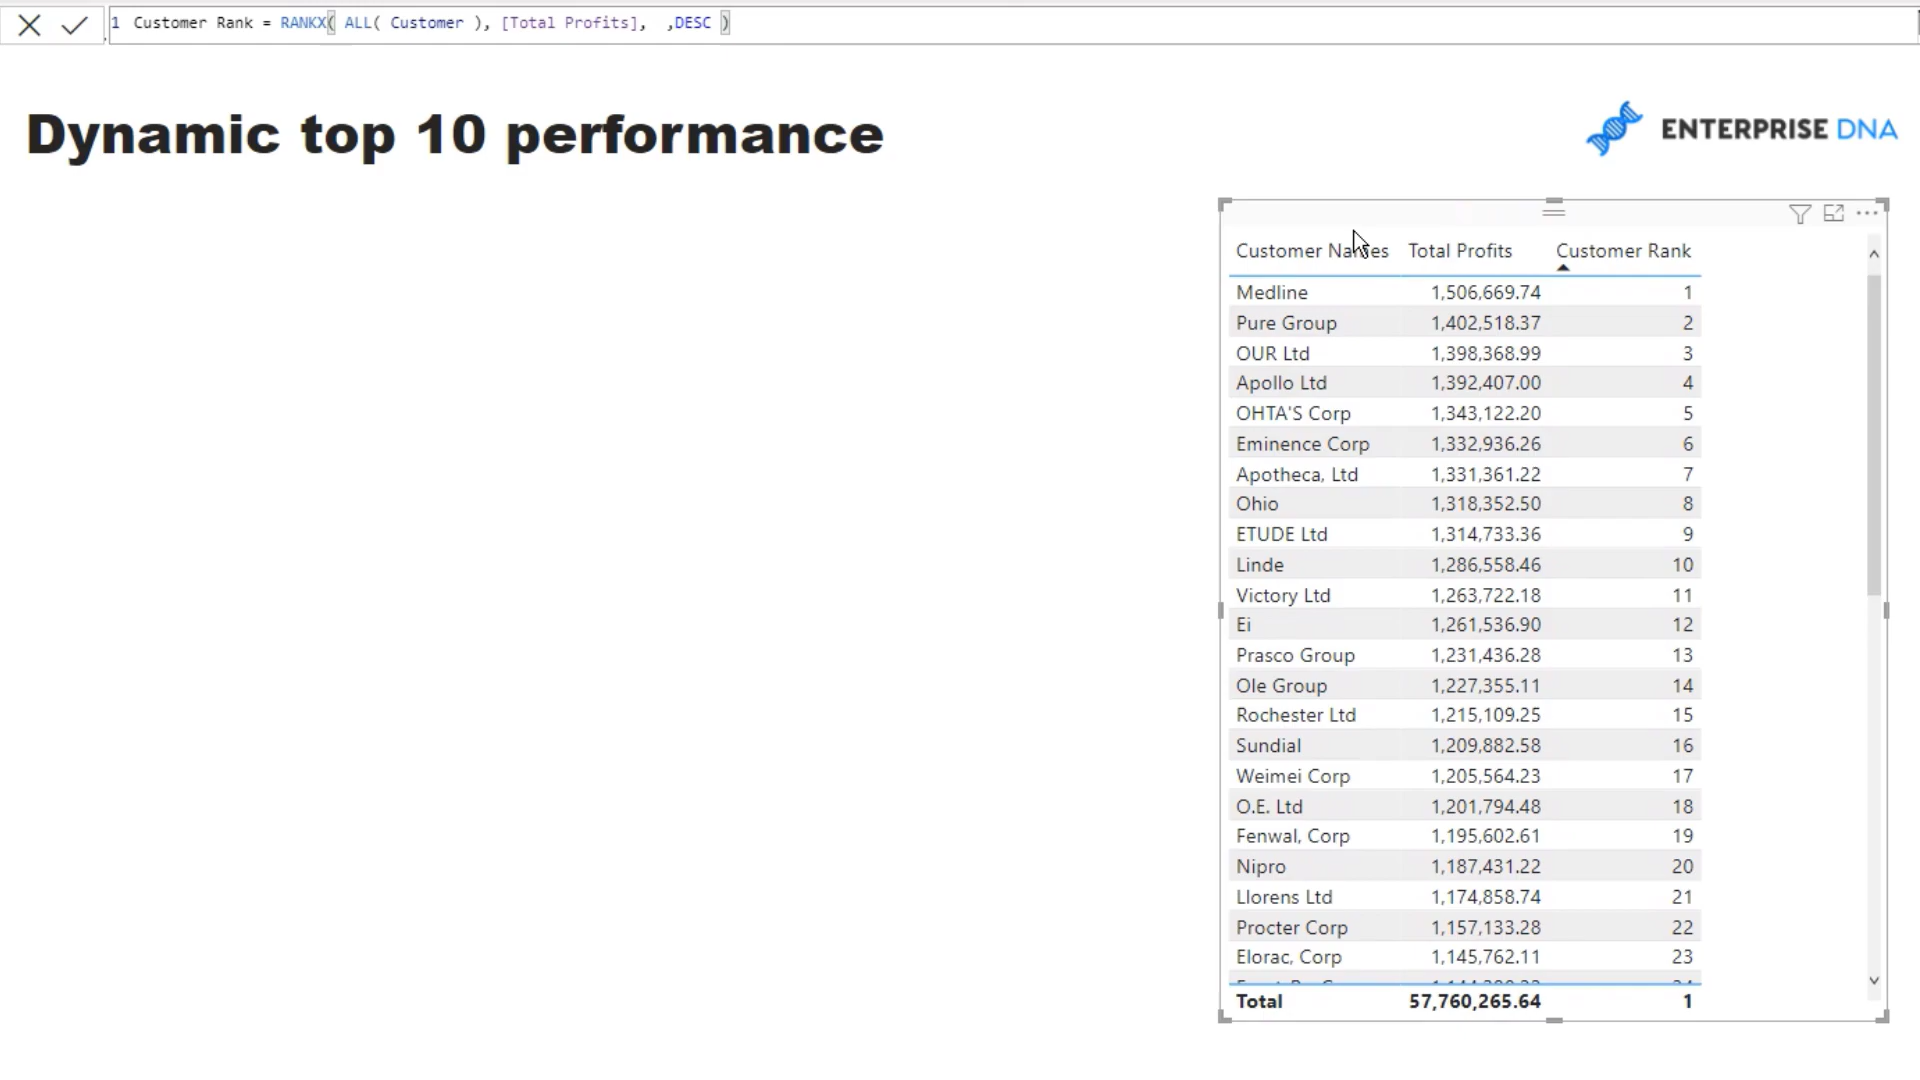 1 Customer Rank = RANKX( ALL( Customer ), [Total Profits],  ,DESC )
Dynamic top 10 performance
ENTERPRISE DNA
Customer Names Total Profits Customer Rank
Medline 1,506,669.74 1
Pure Group 1,402,518.37 2
OUR Ltd 1,398,368.99 3
Apollo Ltd 1,392,407.00 4
OHTA'S Corp 1,343,122.20 5
Eminence Corp 1,332,936.26 6
Apotheca, Ltd 1,331,361.22 7
Ohio 1,318,352.50 8
ETUDE Ltd 1,314,733.36 9
Linde 1,286,558.46 10
Victory Ltd 1,263,722.18 11
Ei 1,261,536.90 12
Prasco Group 1,231,436.28 13
Ole Group 1,227,355.11 14
Rochester Ltd 1,215,109.25 15
Sundial 1,209,882.58 16
Weimei Corp 1,205,564.23 17
O.E. Ltd 1,201,794.48 18
Fenwal, Corp 1,195,602.61 19
Nipro 1,187,431.22 20
Llorens Ltd 1,174,858.74 21
Procter Corp 1,157,133.28 22
Elorac, Corp 1,145,762.11 23
Total 57,760,265.64 1